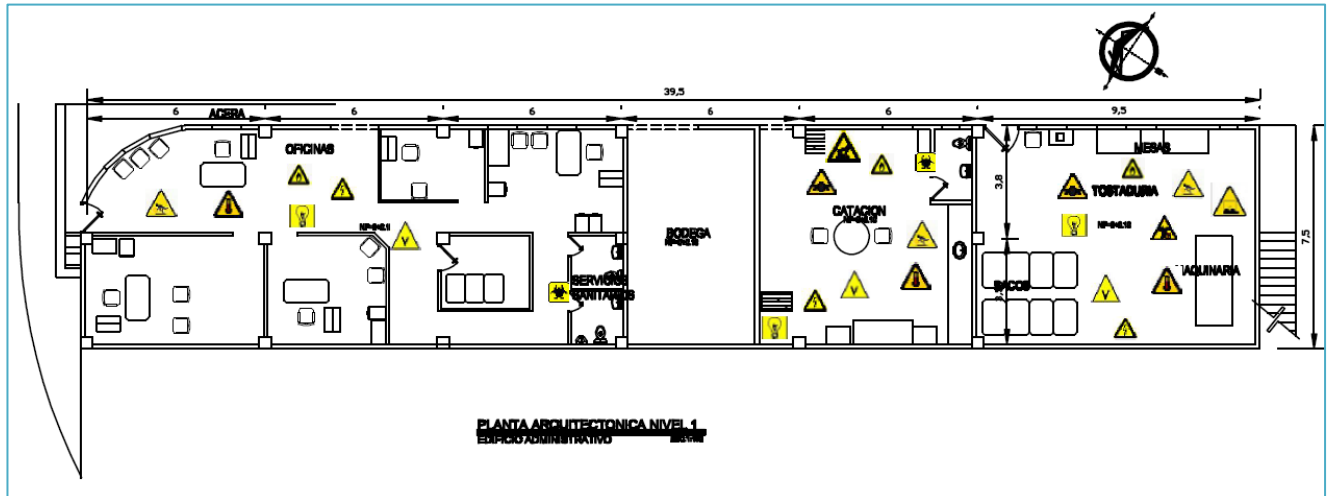 39,5
6
6
6
6
6
9.5
ACERA
OFICINAS
MESAS
3,8
TOSTADURIA
7,5
CATACION
BODEGA
V
SERVICIOS
SANITARIOS
V
SACOS
V
AQUINARIA
PLANTA ARQUITECTONICA NIVEL 1
EDIFICIO ADMINISTRATIVO